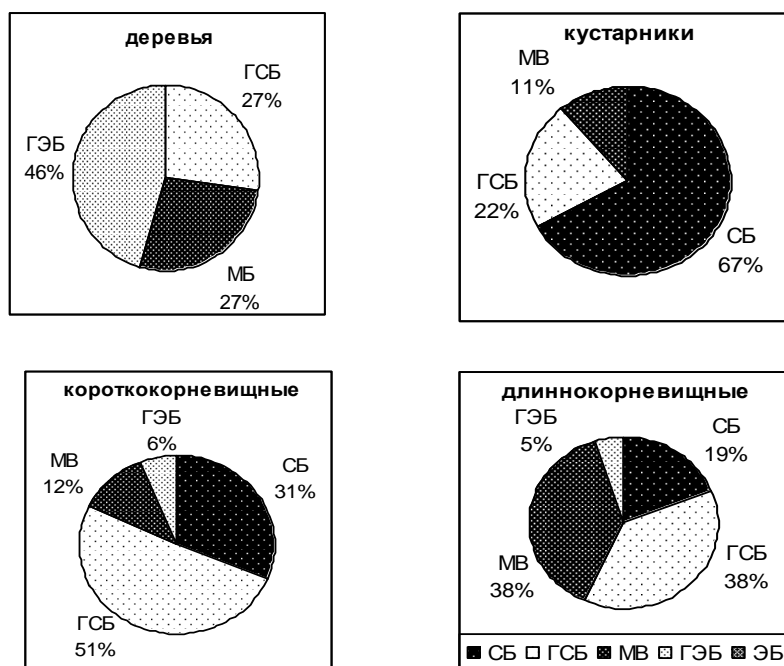 деревья
ГСБ
27%
ГЭБ
46%
МБ
27%
кустарники
МВ
11%
ГСБ
22%
СБ
67%
короткокорневищные
ГЭБ
6%
МВ
12%
СБ
31%
ГСБ
51%
длиннокорневищные
ГЭБ
5%
СБ
19%
МВ
38%
ГСБ
38%
СБ ГСБ МВ ГЭБ ЭБ